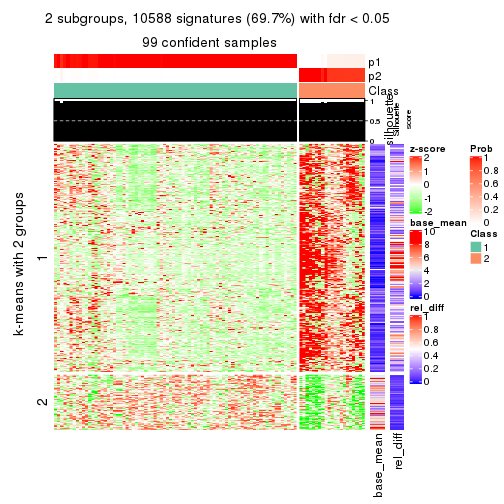 2 subgroups, 10588 signatures (69.7%) with fdr < 0.05
99 confident samples
p1
p2
Class
silhouette
Silhouette
score
1
0.5
0
k-means with 2 groups
1
2
base_mean
rel_diff
z-score
2
1
0
-1
-2
base_mean
10
8
6
4
2
0
rel_diff
1
0.8
0.6
0.4
0.2
0
Prob
1
0.8
0.6
0.4
0.2
0
Class
1
2